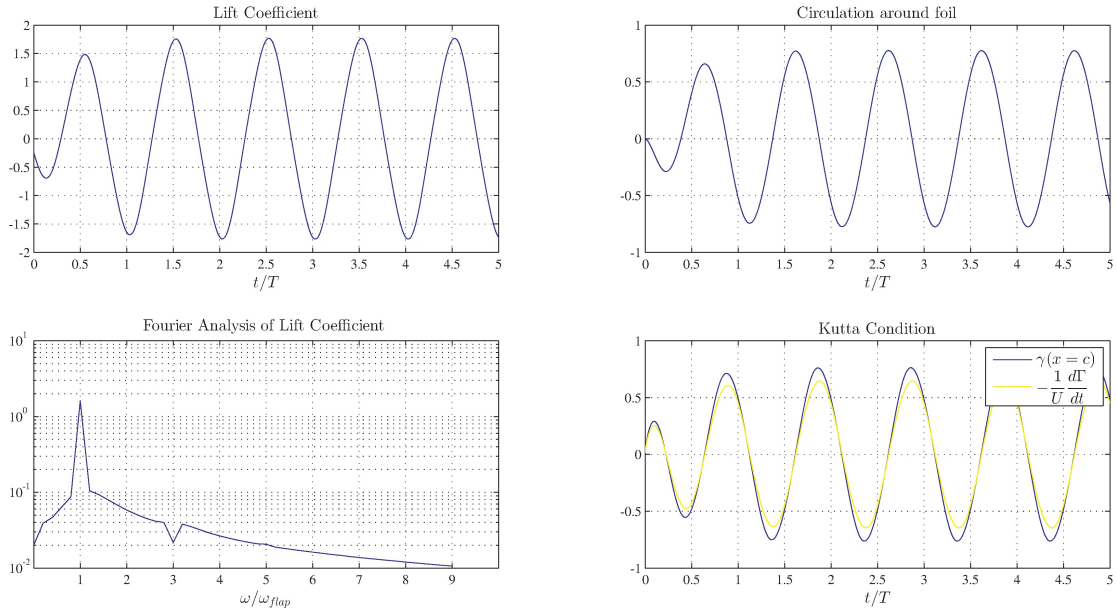 Lift Coefficient
2
1.5
1
0.5
0
-0.5
-1
-1.5
-2
0 0.5 1 1.5 2 2.5 3 3.5 4 4.5 5
t/T
Circulation around foil
1
0.5
0
-0.5
-1
0 0.5 1 1.5 2 2.5 3 3.5 4 4.5 5
t/T
Fourier Analysis of Lift Coefficient
10^1
10^0
10^-1
10^-2
1 2 3 4 5 6 7 8 9
ω/ω_flap
Kutta Condition
γ(x = c)
-1/U dΓ/dt
1
0.5
0
-0.5
-1
0 0.5 1 1.5 2 2.5 3 3.5 4 4.5 5
t/T